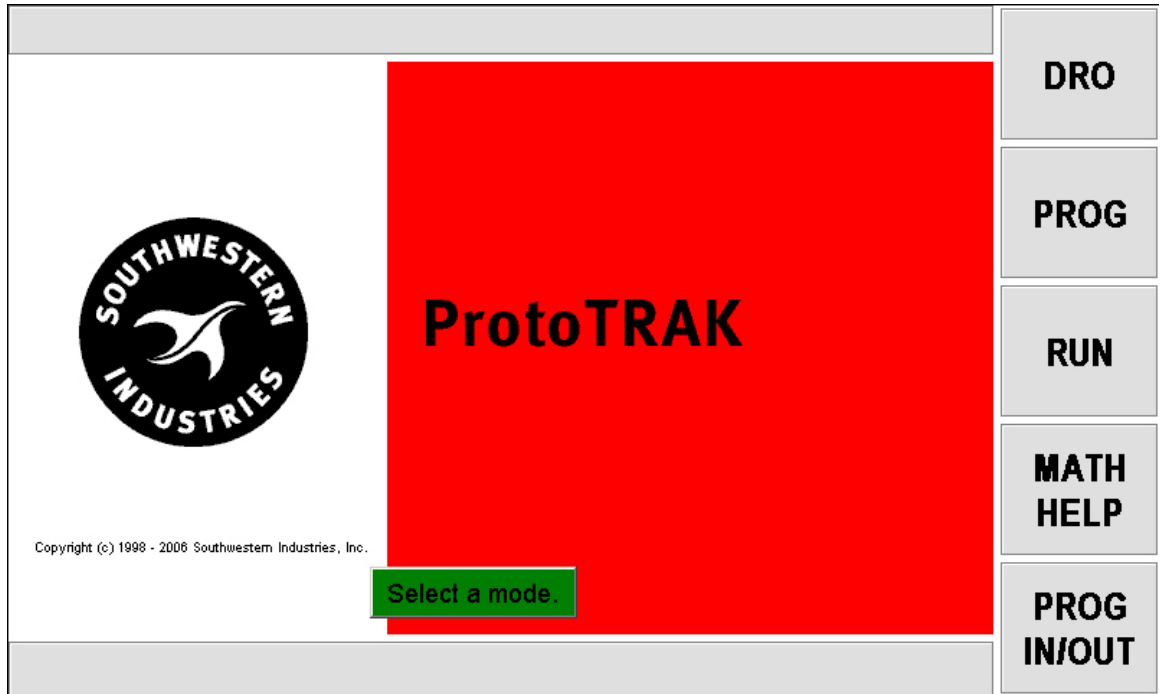 SOUTHWESTERN
INDUSTRIES
Copyright (c) 1998 - 2006 Southwestern Industries, Inc.
ProtoTRAK
Select a mode.
DRO
PROG
RUN
MATH
HELP
PROG
IN/OUT